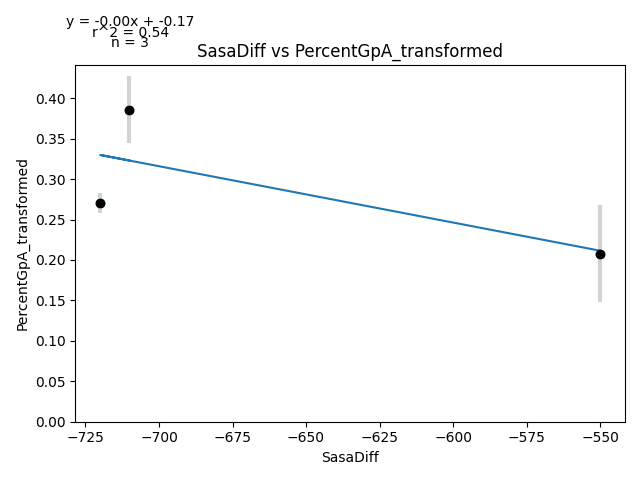 y = -0.00x + -0.17
r^2 = 0.54
n = 3
SasaDiff vs PercentGpA_transformed
PercentGpA_transformed
0.40
0.35
0.30
0.25
0.20
0.15
0.10
0.05
0.00
−725 −700 −675 −650 −625 −600 −575 −550
SasaDiff